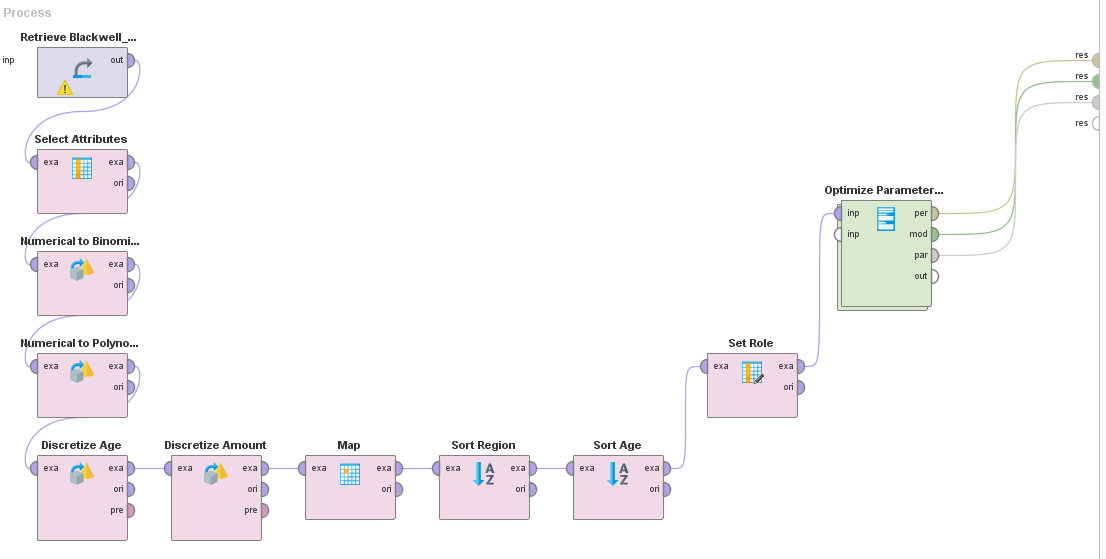 Process
Retrieve Blackwell_...
inp
out
res
res
res
res
Select Attributes
exa exa
ori
Optimize Parameter...
inp per
inp mod
par
out
Numerical to Binomi...
exa exa
ori
Numerical to Polyno...
exa exa
ori
Set Role
exa exa
ori
Discretize Age
exa exa
ori
pre
Discretize Amount
exa exa
ori
pre
Map
exa exa
ori
Sort Region
exa exa
ori
A
Z
Sort Age
exa exa
ori
A
Z